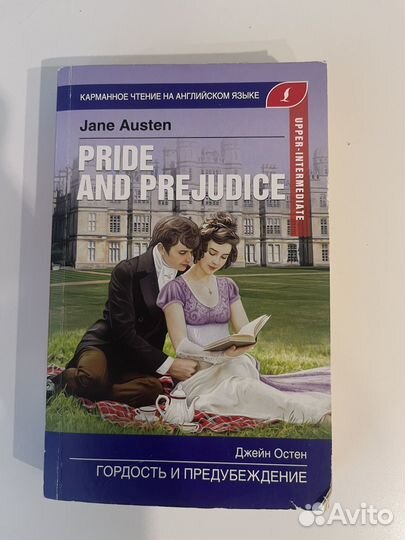 КАРМАННОЕ ЧТЕНИЕ НА АНГЛИЙСКОМ ЯЗЫКЕ
Jane Austen
PRIDE
AND PREJUDICE
UPPER-INTERMEDIATE
Джейн Остен
ГОРДОСТЬ И ПРЕДУБЕЖДЕНИЕ
Avito